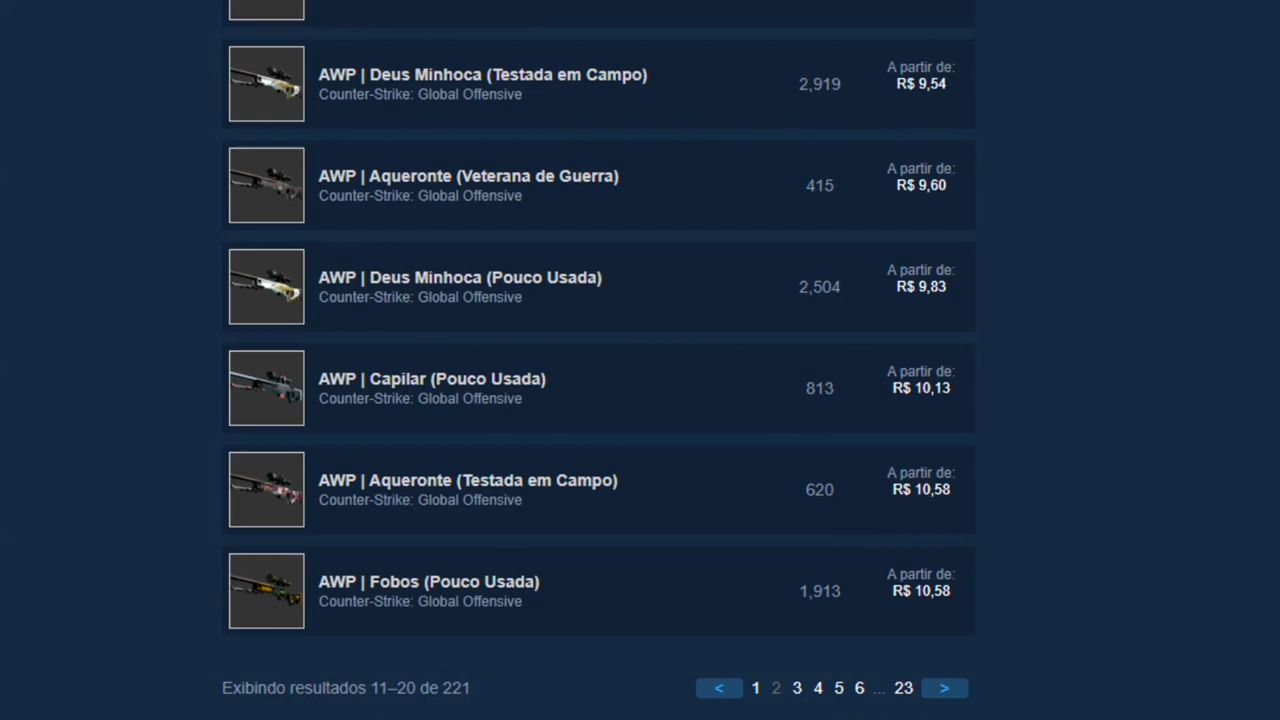 AWP | Deus Minhoca (Testada em Campo)
Counter-Strike: Global Offensive
2,919
A partir de:
R$ 9,54
AWP | Aqueronte (Veterana de Guerra)
Counter-Strike: Global Offensive
415
A partir de:
R$ 9,60
AWP | Deus Minhoca (Pouco Usada)
Counter-Strike: Global Offensive
2,504
A partir de:
R$ 9,83
AWP | Capilar (Pouco Usada)
Counter-Strike: Global Offensive
813
A partir de:
R$ 10,13
AWP | Aqueronte (Testada em Campo)
Counter-Strike: Global Offensive
620
A partir de:
R$ 10,58
AWP | Fobos (Pouco Usada)
Counter-Strike: Global Offensive
1,913
A partir de:
R$ 10,58
Exibindo resultados 11–20 de 221
< 1 2 3 4 5 6 ... 23 >